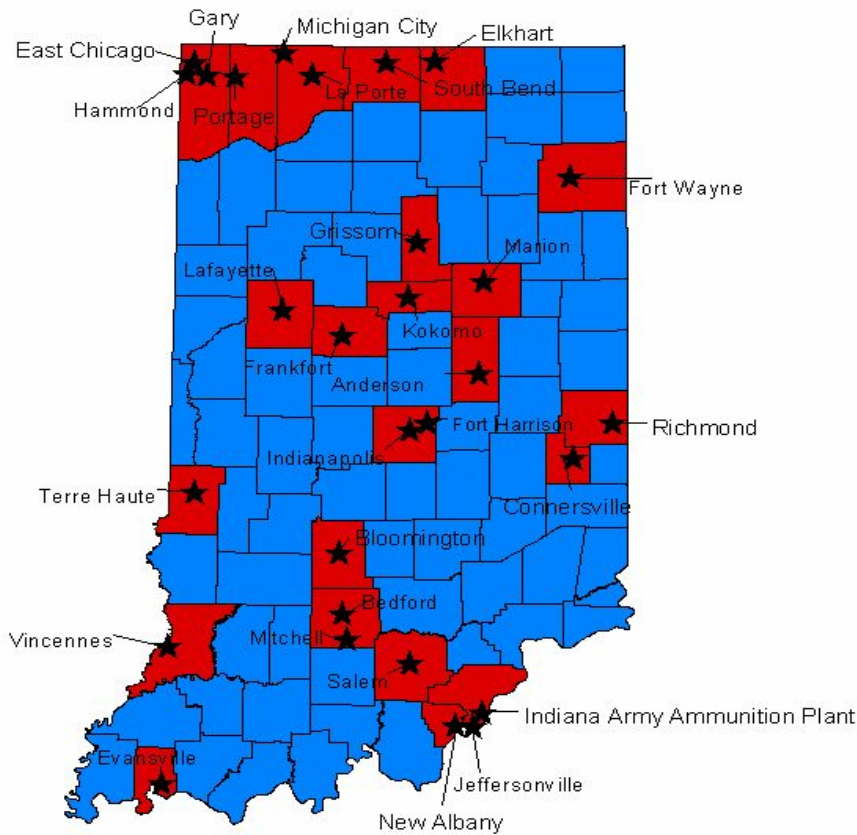 Gary
Michigan City
East Chicago
Elkhart
Hammond
Portage
La Porte
South Bend
Fort Wayne
Grissom
Marion
Lafayette
Kokomo
Frankfort
Anderson
Fort Harrison
Richmond
Indianapolis
Terre Haute
Connersville
Bloomington
Bedford
Vincennes
Mitchell
Salem
Indiana Army Ammunition Plant
Evansville
Jeffersonville
New Albany